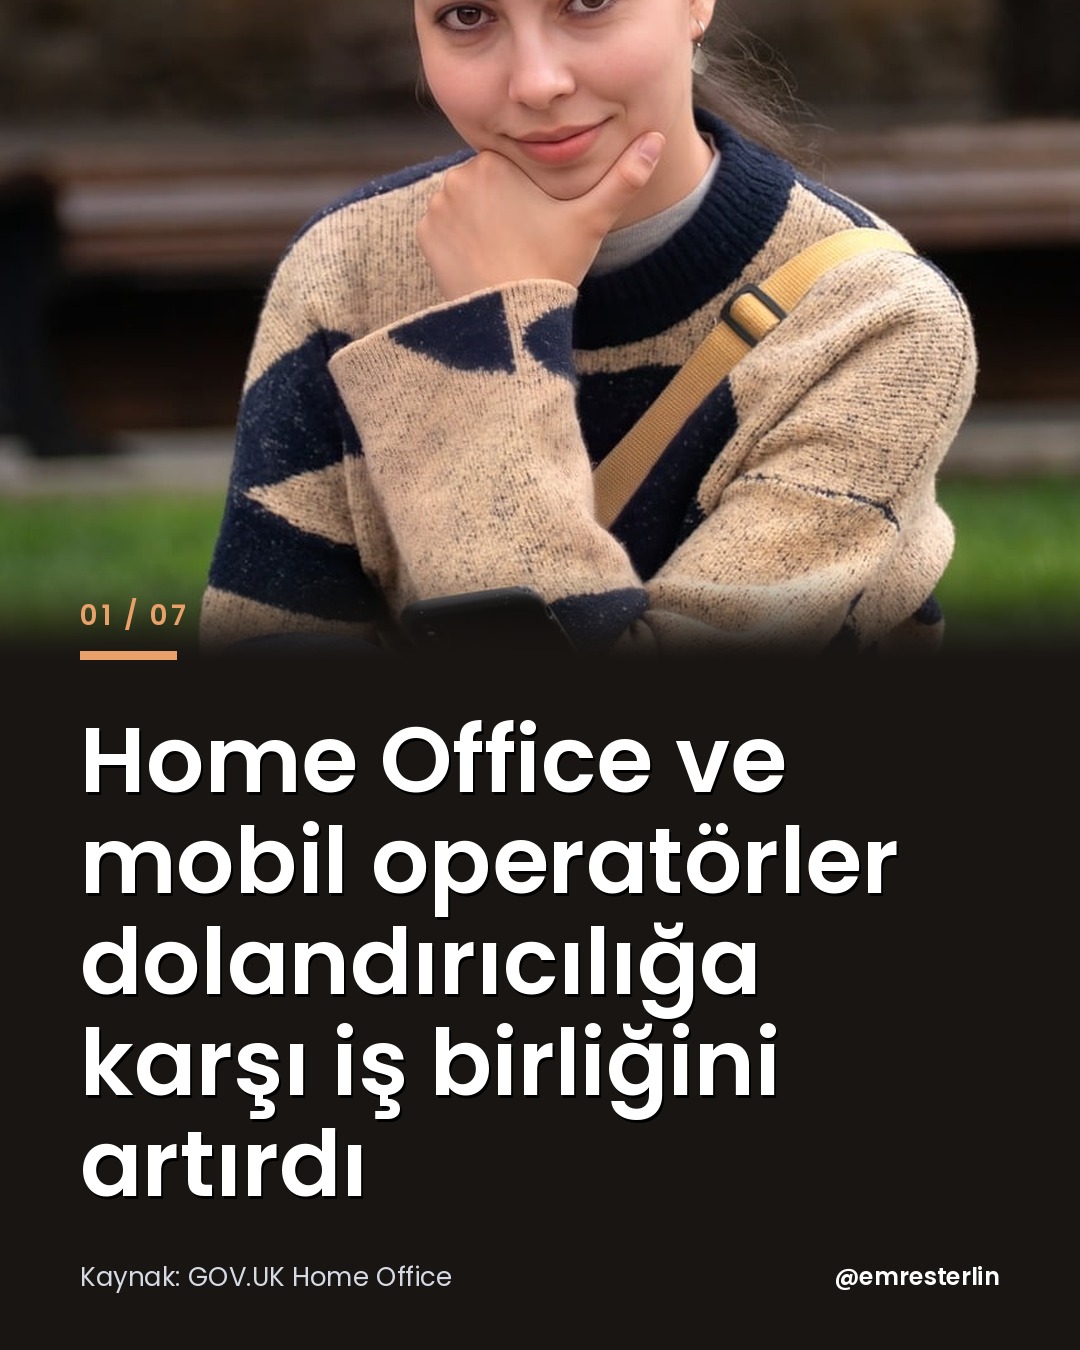 01 / 07
Home Office ve
mobil operatörler
dolandırıcılığa
karşı iş birliğini
artırdı
Kaynak: GOV.UK Home Office
@emresterlin